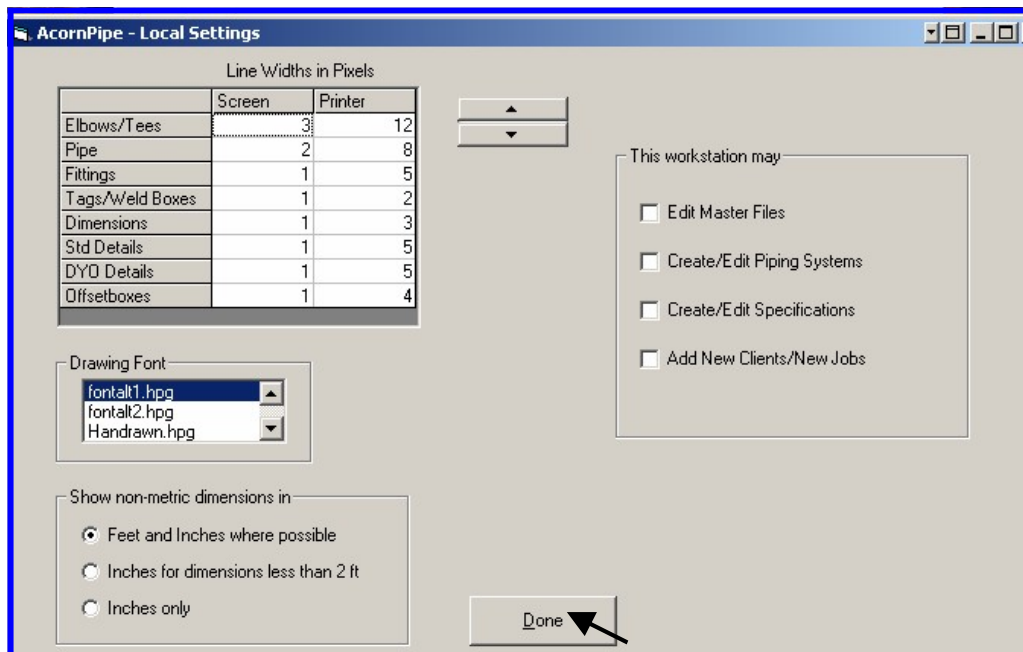 AcornPipe - Local Settings
Line Widths in Pixels
Screen Printer
Elbows/Tees 3 12
Pipe 2 8
Fittings 1 5
Tags/Weld Boxes 1 2
Dimensions 1 3
Std Details 1 5
DYO Details 1 5
Offsetboxes 1 4
This workstation may
Edit Master Files
Create/Edit Piping Systems
Create/Edit Specifications
Add New Clients/New Jobs
Drawing Font
fontalt1.hpg
fontalt2.hpg
Handrawn.hpg
Show non-metric dimensions in
Feet and Inches where possible
Inches for dimensions less than 2 ft
Inches only
Done